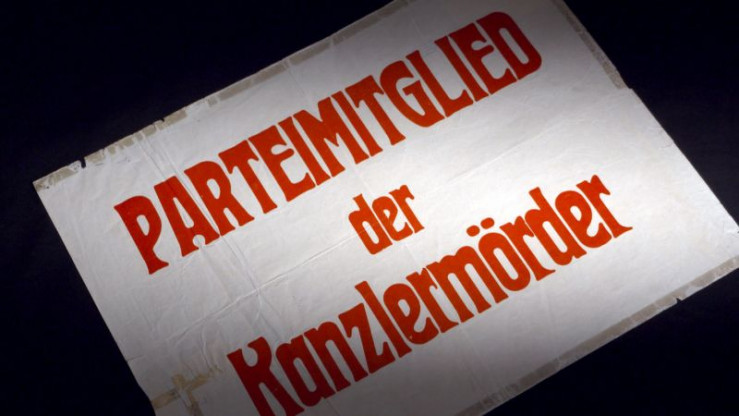 PARTEIMITGLIED
der
Kanzlermörder